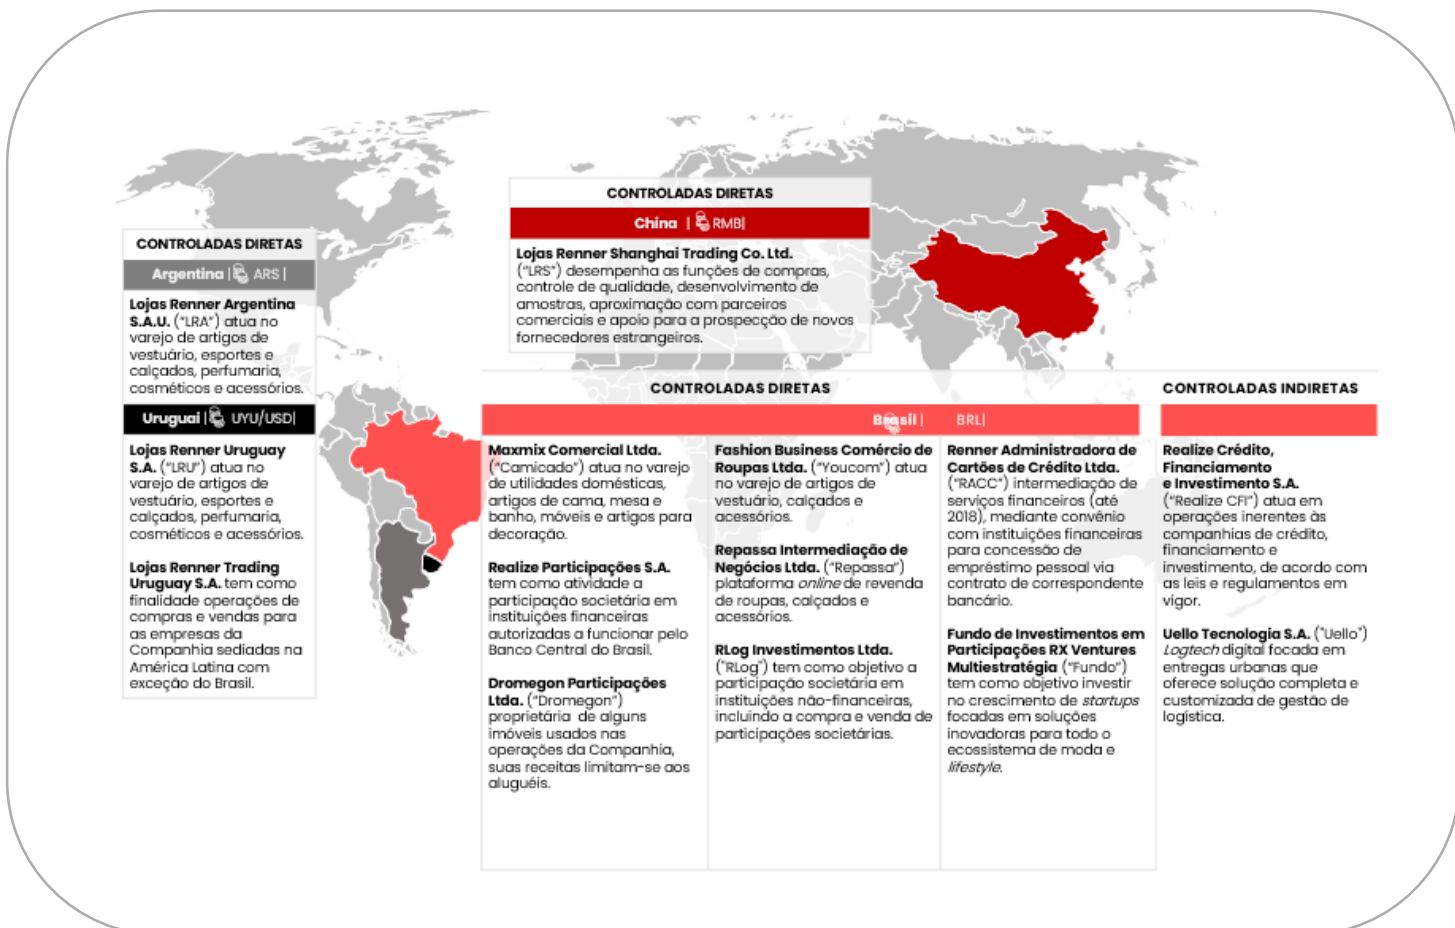 CONTROLADAS DIRETAS
Argentina | ARS |
Lojas Renner Argentina
S.A.U. (“LRA”) atua no
varejo de artigos de
vestuário, esportes e
calçados, perfumaria,
cosméticos e acessórios.
Uruguai | UYU/USD|
Lojas Renner Uruguay
S.A. (“LRU”) atua no
varejo de artigos de
vestuário, esportes e
calçados, perfumaria,
cosméticos e acessórios.
Lojas Renner Trading
Uruguay S.A. tem como
finalidade operações de
compras e vendas para
as empresas da
Companhia sediadas na
América Latina com
exceção do Brasil.
CONTROLADAS DIRETAS
China | RMB|
Lojas Renner Shanghai Trading Co. Ltd.
(“LRS”) desempenha as funções de compras,
controle de qualidade, desenvolvimento de
amostras, aproximação com parceiros
comerciais e apoio para a prospecção de novos
fornecedores estrangeiros.
CONTROLADAS DIRETAS
Brasil | BRL|
Maxmix Comercial Ltda.
(“Camicado”) atua no varejo
de utilidades domésticas,
artigos de cama, mesa e
banho, móveis e artigos para
decoração.
Realize Participações S.A.
tem como atividade a
participação societária em
instituições financeiras
autorizadas a funcionar pelo
Banco Central do Brasil.
Dromegon Participações
Ltda. (“Dromegon”)
proprietária de alguns
imóveis usados nas
operações da Companhia,
suas receitas limitam-se aos
aluguéis.
Fashion Business Comércio de
Roupas Ltda. (“Youcom”) atua
no varejo de artigos de
vestuário, calçados e
acessórios.
Repassa Intermediação de
Negócios Ltda. (“Repassa”)
plataforma online de revenda
de roupas, calçados e
acessórios.
RLog Investimentos Ltda.
("RLog") tem como objetivo a
participação societária em
instituições não-financeiras,
incluindo a compra e venda de
participações societárias.
Renner Administradora de
Cartões de Crédito Ltda.
(“RACC”) intermediação de
serviços financeiros (até
2018), mediante convênio
com instituições financeiras
para concessão de
empréstimo pessoal via
contrato de correspondente
bancário.
Fundo de Investimentos em
Participações RX Ventures
Multiestratégia (“Fundo”)
tem como objetivo investir
no crescimento de startups
focadas em soluções
inovadoras para todo o
ecossistema de moda e
lifestyle.
CONTROLADAS INDIRETAS
Realize Crédito,
Financiamento
e Investimento S.A.
(“Realize CFI”) atua em
operações inerentes às
companhias de crédito,
financiamento e
investimento, de acordo com
as leis e regulamentos em
vigor.
Uello Tecnologia S.A. ("Uello")
Logtech digital focada em
entregas urbanas que
oferece solução completa e
customizada de gestão de
logística.